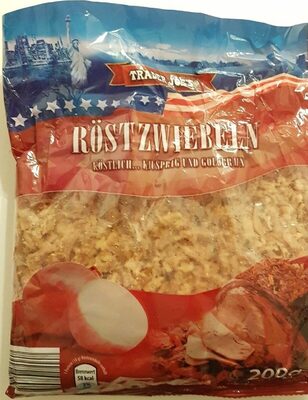 TRADER JOE'S
RÖSTZWIEBELN
KÖSTLICH... KNUSPRIG UND GOLDBRAUN
200g
Brennwert
58 kcal